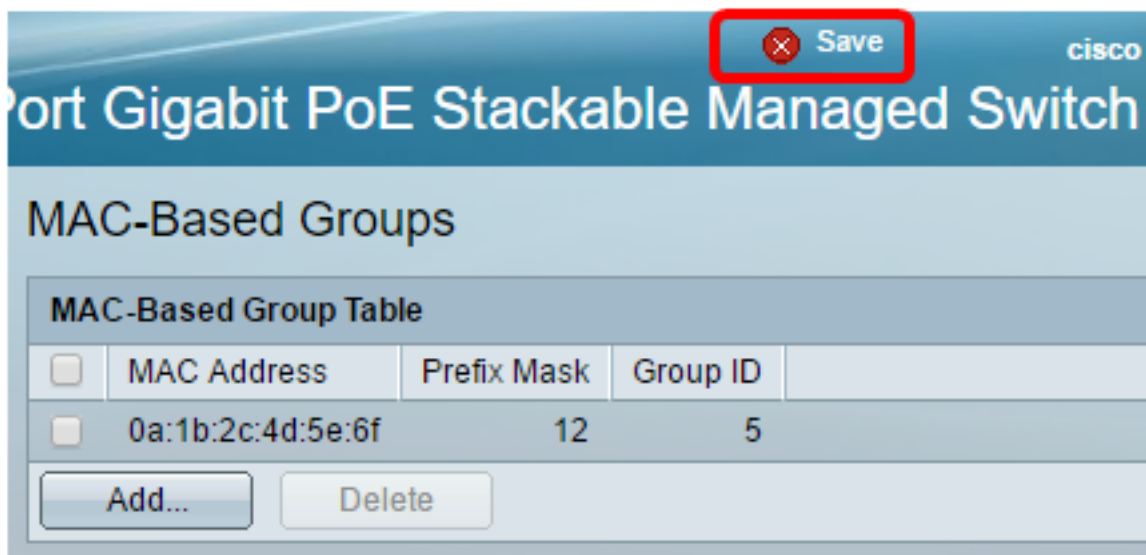 Save
cisco
Port Gigabit PoE Stackable Managed Switch
MAC-Based Groups
MAC-Based Group Table
MAC Address Prefix Mask Group ID
0a:1b:2c:4d:5e:6f 12 5
Add... Delete